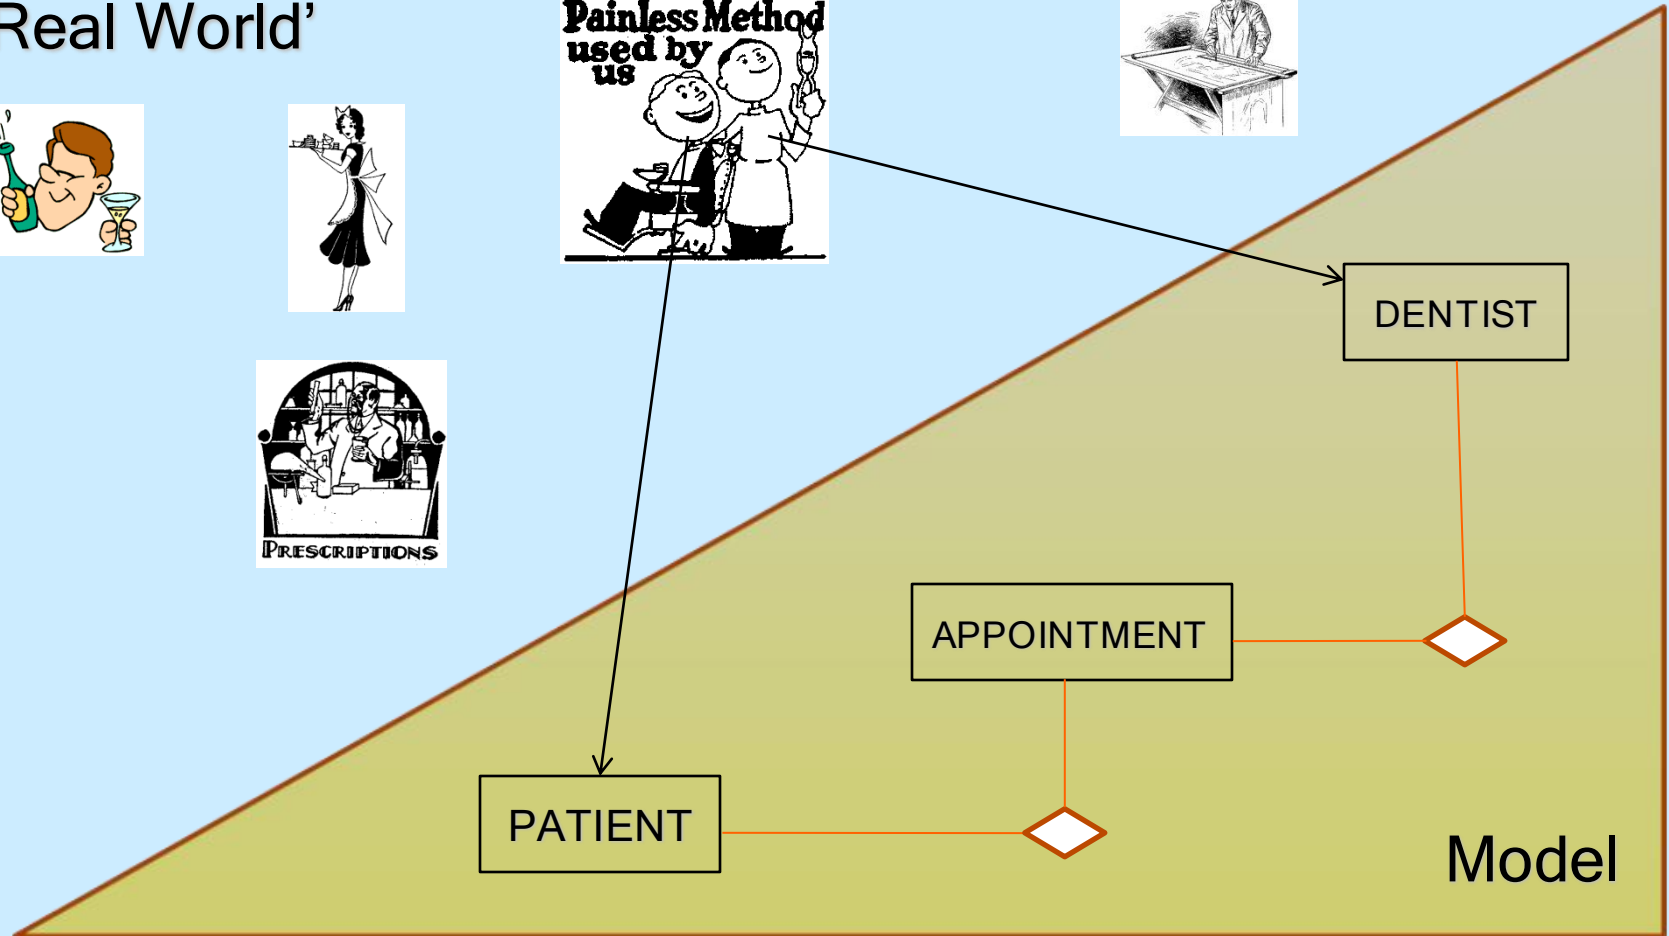 Real World’
Painless Method
used by
us
PRESCRIPTIONS
DENTIST
APPOINTMENT
PATIENT
Model